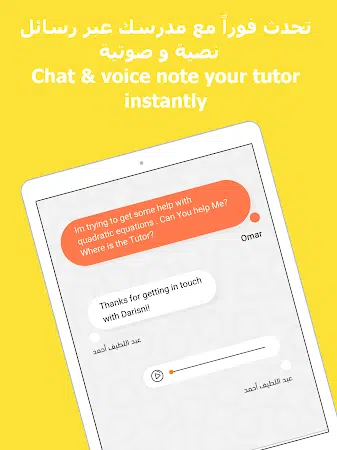 تحدث فوراً مع مدرسك عبر رسائل
نصية و صوتية
Chat & voice note your tutor
instantly
Im trying to get some help with
quadratic equations . Can You help Me?
Where is the Tutor?
Omar
Thanks for getting in touch
with Darisni!
عبد اللطيف أحمد
عبد اللطيف أحمد